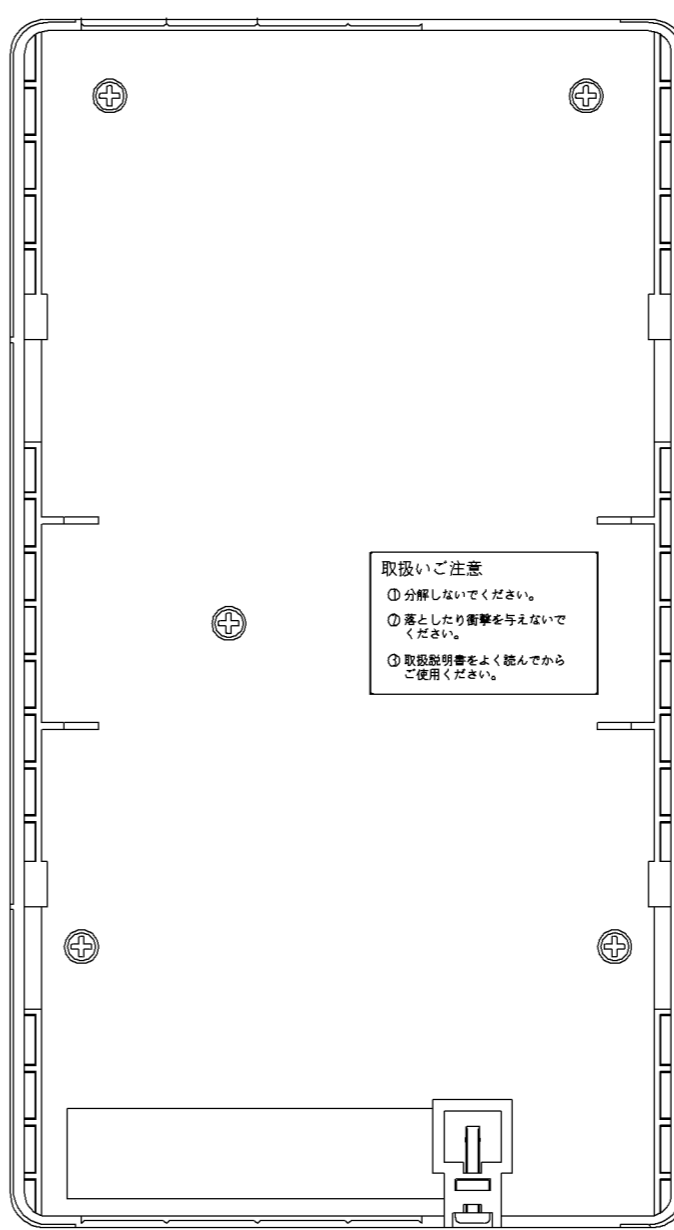 取扱いご注意
① 分解しないでください。
② 落としたり衝撃を与えないで
ください。
③ 取扱説明書をよく読んでから
ご使用ください。